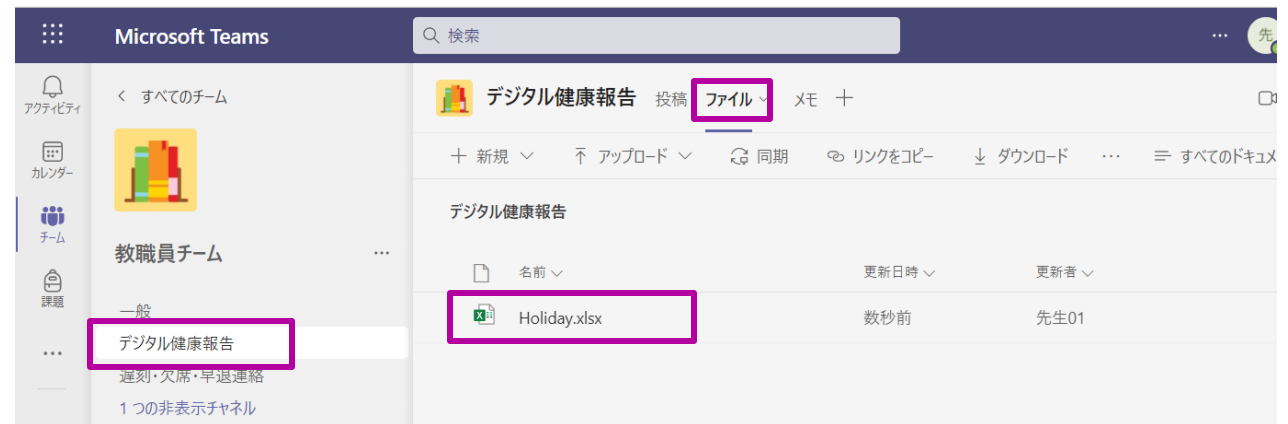 Microsoft Teams
検索
先
アクティビティ
カレンダー
チーム
課題
すべてのチーム
教職員チーム
一般
デジタル健康報告
遅刻・欠席・早退連絡
1 つの非表示チャネル
デジタル健康報告 投稿 ファイル メモ
新規 アップロード 同期 リンクをコピー ダウンロード すべてのドキュメ
デジタル健康報告
名前 更新日時 更新者
Holiday.xlsx 数秒前 先生01